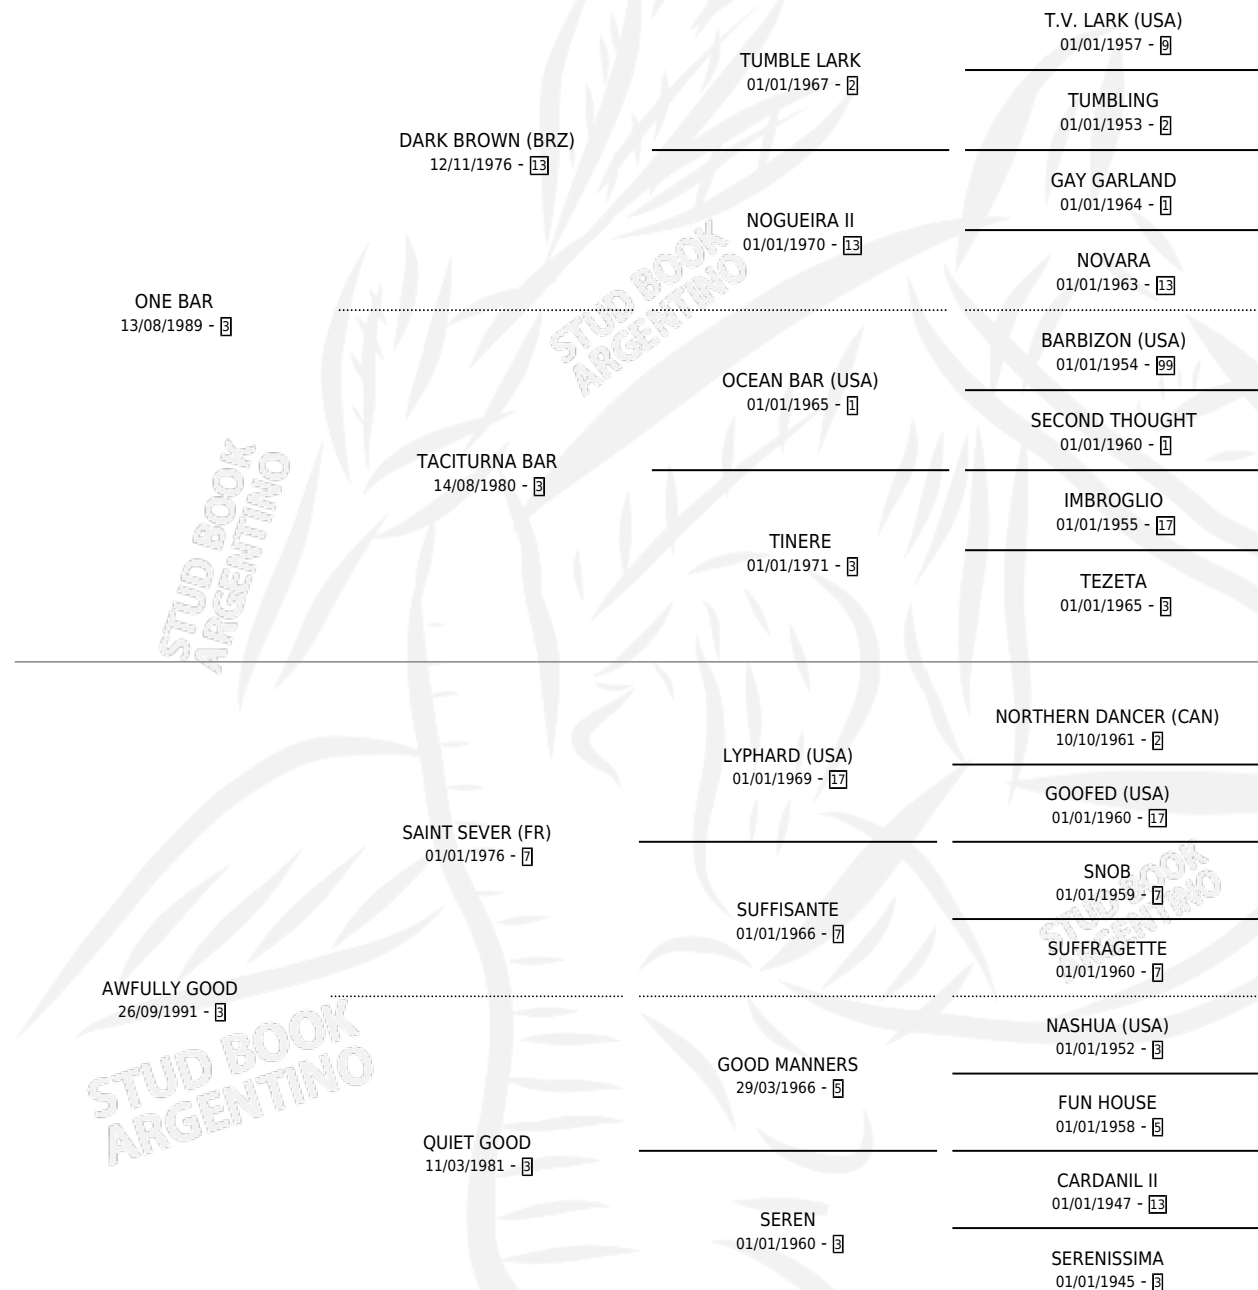 T.V. LARK (USA)
01/01/1957 - 9
TUMBLE LARK
01/01/1967 - 2
TUMBLING
01/01/1953 - 2
DARK BROWN (BRZ)
12/11/1976 - 13
GAY GARLAND
01/01/1964 - 1
NOGUEIRA II
01/01/1970 - 13
NOVARA
01/01/1963 - 13
ONE BAR
13/08/1989 - 3
BARBIZON (USA)
01/01/1954 - 99
OCEAN BAR (USA)
01/01/1965 - 1
SECOND THOUGHT
01/01/1960 - 1
TACITURNA BAR
14/08/1980 - 3
IMBROGLIO
01/01/1955 - 17
TINERE
01/01/1971 - 3
TEZETA
01/01/1965 - 3
STUD BOOK
ARGENTINO
STUD BOOK
ARGENTINO
NORTHERN DANCER (CAN)
10/10/1961 - 2
LYPHARD (USA)
01/01/1969 - 17
GOOFED (USA)
01/01/1960 - 17
SAINT SEVER (FR)
01/01/1976 - 7
SNOB
01/01/1959 - 7
SUFFISANTE
01/01/1966 - 7
SUFFRAGETTE
01/01/1960 - 7
AWFULLY GOOD
26/09/1991 - 3
NASHUA (USA)
01/01/1952 - 3
GOOD MANNERS
29/03/1966 - 5
FUN HOUSE
01/01/1958 - 5
QUIET GOOD
11/03/1981 - 3
CARDANIL II
01/01/1947 - 13
SEREN
01/01/1960 - 3
SERENISSIMA
01/01/1945 - 3
STUD BOOK
ARGENTINO
STUD BOOK
ARGENTINO